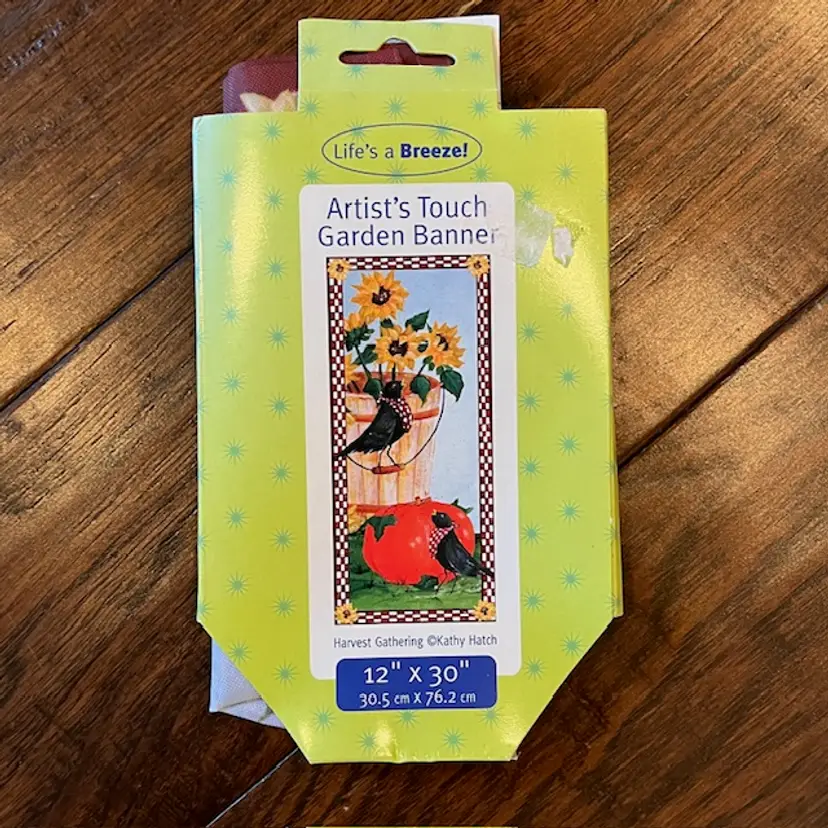 Life's a Breeze!
Artist's Touch
Garden Banner
Harvest Gathering ©Kathy Hatch
12" x 30"
30.5 cm x 76.2 cm